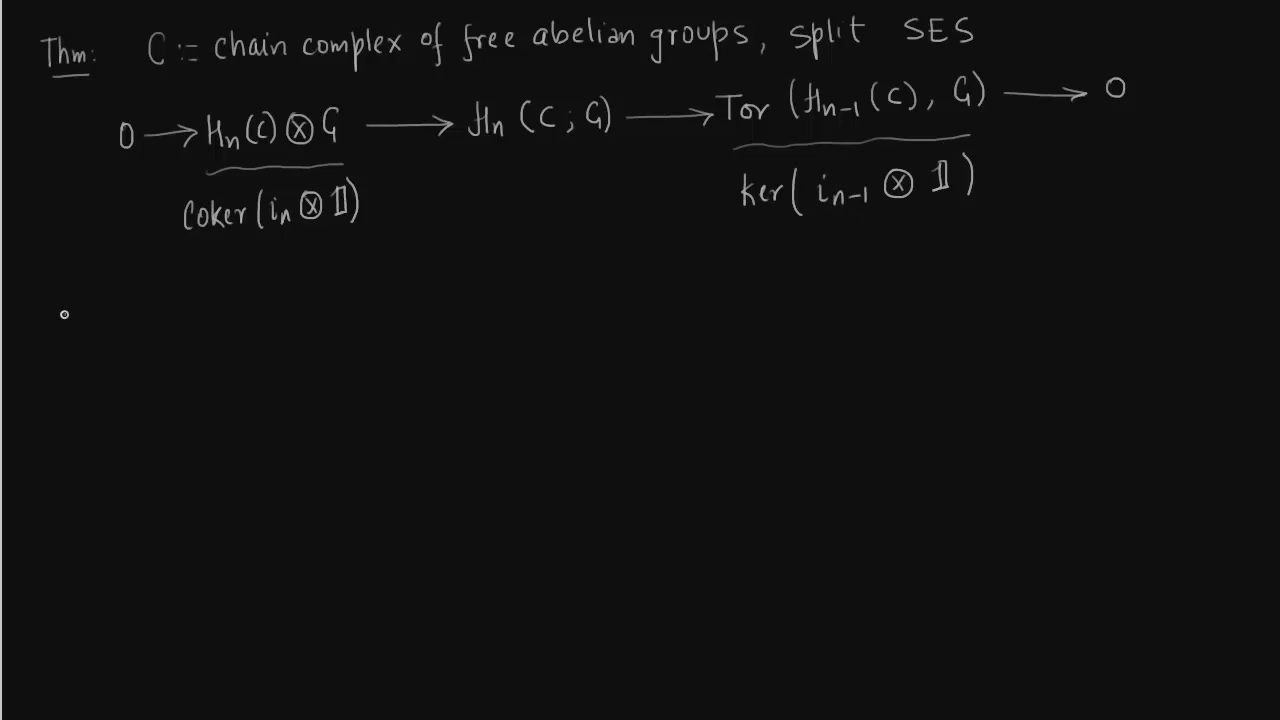 Thm: C := chain complex of free abelian groups, split SES
0 → Hn(C) ⊗ G → Hn (C ; G) → Tor (Hn-1 (C), G) → 0
Coker (in ⊗ 𝟙) ker( in-1 ⊗ 𝟙 )